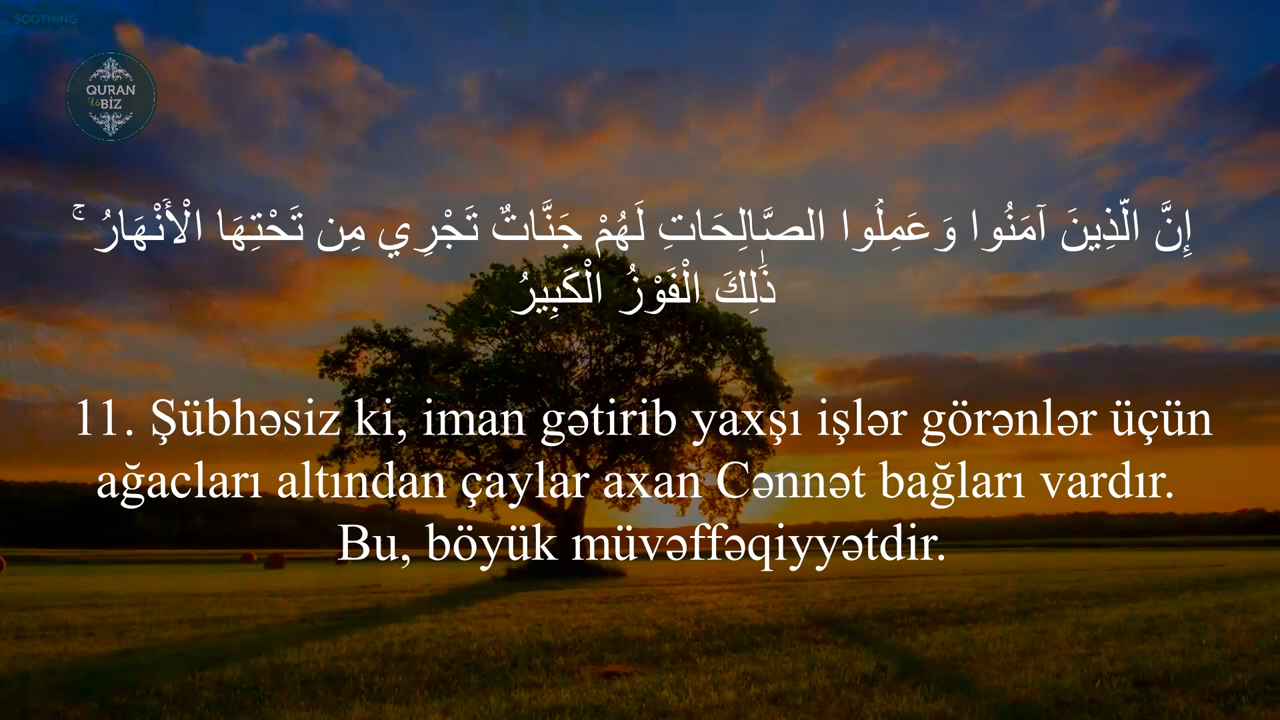 SOOTHING
QURAN
Və
BİZ
إِنَّ الَّذِينَ آمَنُوا وَعَمِلُوا الصَّالِحَاتِ لَهُمْ جَنَّاتٌ تَجْرِي مِن تَحْتِهَا الْأَنْهَارُ ۚ
ذَٰلِكَ الْفَوْزُ الْكَبِيرُ
11. Şübhəsiz ki, iman gətirib yaxşı işlər görənlər üçün
ağacları altından çaylar axan Cənnət bağları vardır.
Bu, böyük müvəffəqiyyətdir.